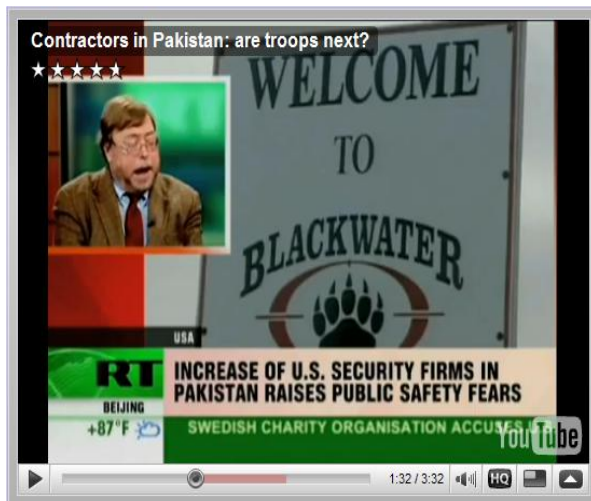 Contractors in Pakistan: are troops next?
WELCOME
TO
BLACKWATER
USA
RT
INCREASE OF U.S. SECURITY FIRMS IN
PAKISTAN RAISES PUBLIC SAFETY FEARS
BEIJING
+87°F
SWEDISH CHARITY ORGANISATION ACCUSES U.S.
YouTube
1:32 / 3:32
HQ